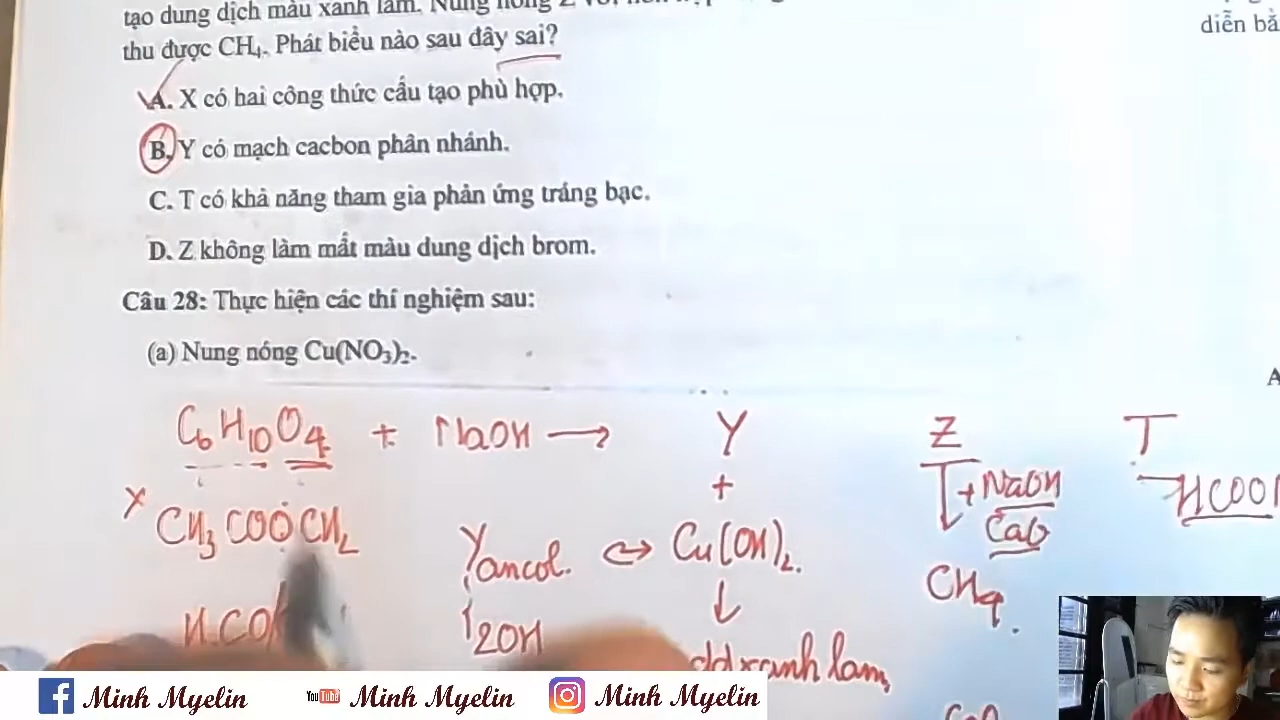 tạo dung dịch màu xanh lam. Nung nóng Z với
diễn bả
thu được CH₄. Phát biểu nào sau đây sai?
A. X có hai công thức cấu tạo phù hợp.
B. Y có mạch cacbon phân nhánh.
C. T có khả năng tham gia phản ứng tráng bạc.
D. Z không làm mất màu dung dịch brom.
Câu 28: Thực hiện các thí nghiệm sau:
(a) Nung nóng Cu(NO₃)₂.
A
C₆H₁₀O₄ + NaOH → Y Z T
+ +NaOH HCOO
X CH₃COOCH₂ CaO
Yancol. ⇔ Cu(OH)₂.
↓ CH₄.
HCO
2OH
dd xanh lam,
Minh Myelin
YouTube Minh Myelin
Minh Myelin